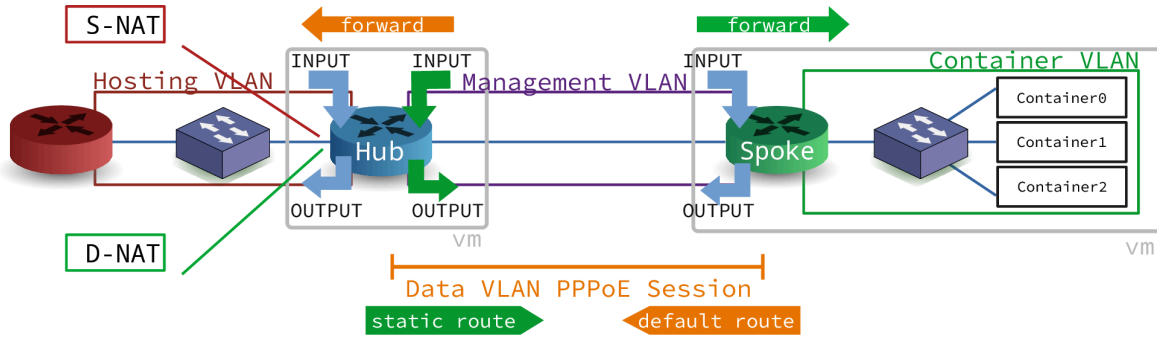 S-NAT
forward
forward
INPUT
INPUT
INPUT
Container VLAN
Hosting VLAN
Management VLAN
Container0
Hub
Spoke
Container1
Container2
OUTPUT
OUTPUT
OUTPUT
D-NAT
vm
vm
Data VLAN PPPoE Session
static route
default route